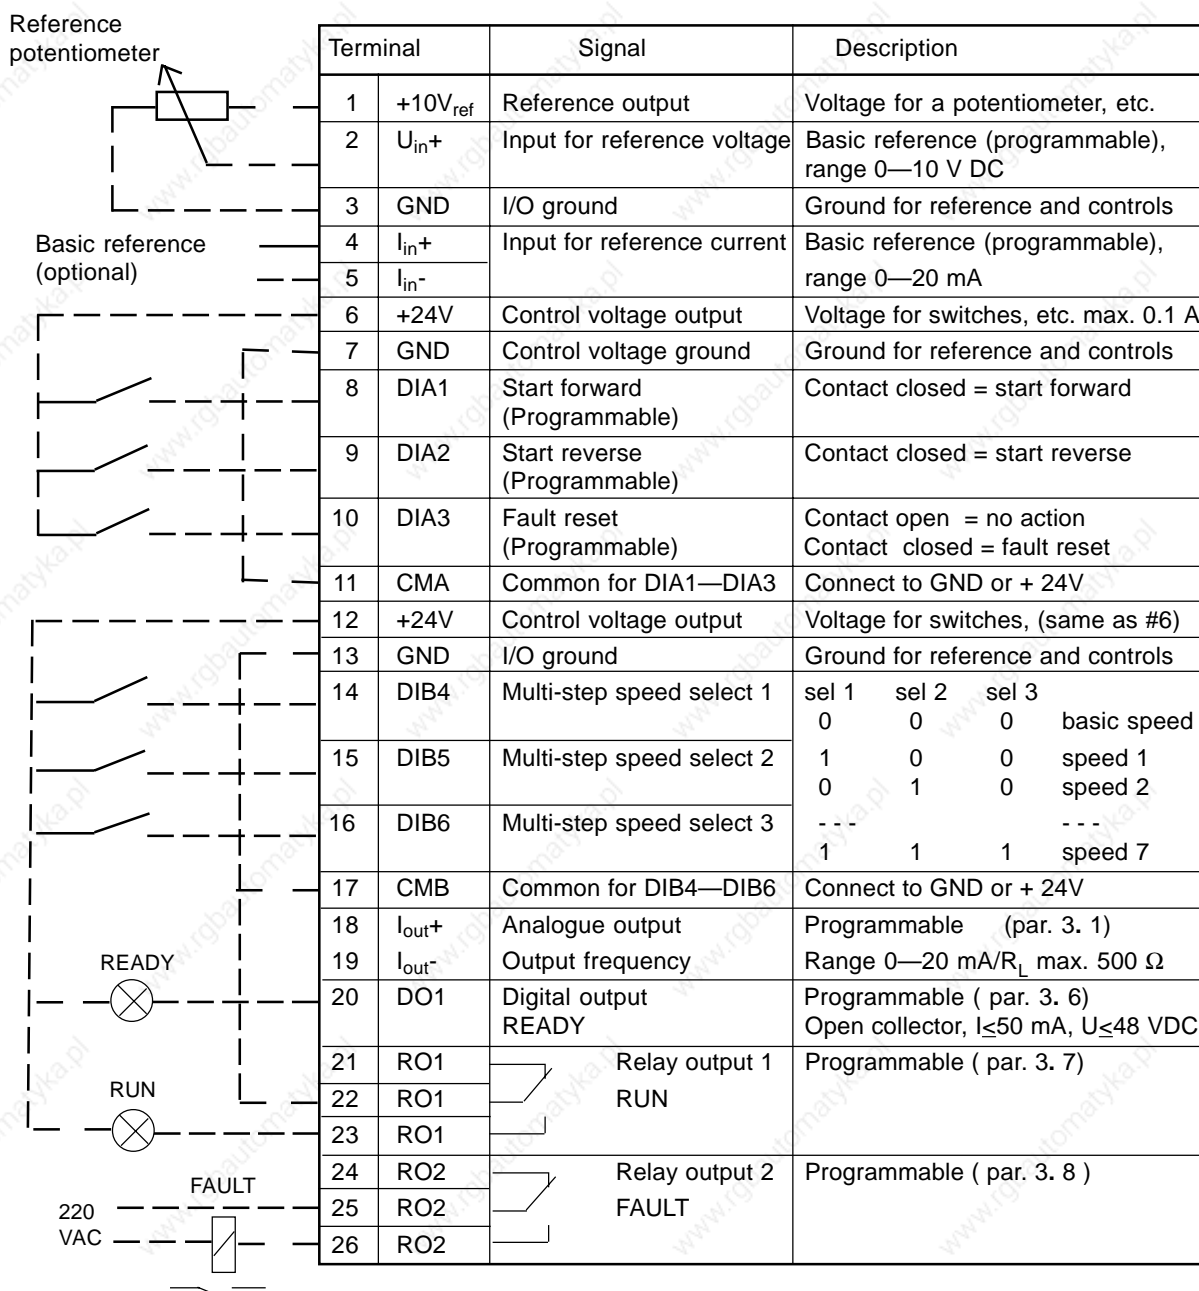 Reference
potentiometer
Terminal Signal Description
1 +10Vref Reference output Voltage for a potentiometer, etc.
2 Uin+ Input for reference voltage Basic reference (programmable),
range 0—10 V DC
3 GND I/O ground Ground for reference and controls
Basic reference
(optional)
4 Iin+ Input for reference current Basic reference (programmable),
5 Iin- range 0—20 mA
6 +24V Control voltage output Voltage for switches, etc. max. 0.1 A
7 GND Control voltage ground Ground for reference and controls
8 DIA1 Start forward Contact closed = start forward
(Programmable)
9 DIA2 Start reverse Contact closed = start reverse
(Programmable)
10 DIA3 Fault reset Contact open = no action
(Programmable) Contact closed = fault reset
11 CMA Common for DIA1—DIA3 Connect to GND or + 24V
12 +24V Control voltage output Voltage for switches, (same as #6)
13 GND I/O ground Ground for reference and controls
14 DIB4 Multi-step speed select 1 sel 1 sel 2 sel 3
0 0 0 basic speed
15 DIB5 Multi-step speed select 2 1 0 0 speed 1
0 1 0 speed 2
16 DIB6 Multi-step speed select 3 - - - - - -
1 1 1 speed 7
17 CMB Common for DIB4—DIB6 Connect to GND or + 24V
18 Iout+ Analogue output Programmable (par. 3. 1)
19 Iout- Output frequency Range 0—20 mA/RL max. 500 Ω
READY
20 DO1 Digital output Programmable ( par. 3. 6)
READY Open collector, I≤50 mA, U≤48 VDC
21 RO1 Relay output 1 Programmable ( par. 3. 7)
RUN
22 RO1 RUN
23 RO1
24 RO2 Relay output 2 Programmable ( par. 3. 8 )
FAULT
220
VAC
25 RO2 FAULT
26 RO2
www.rgbautomatyka.pl